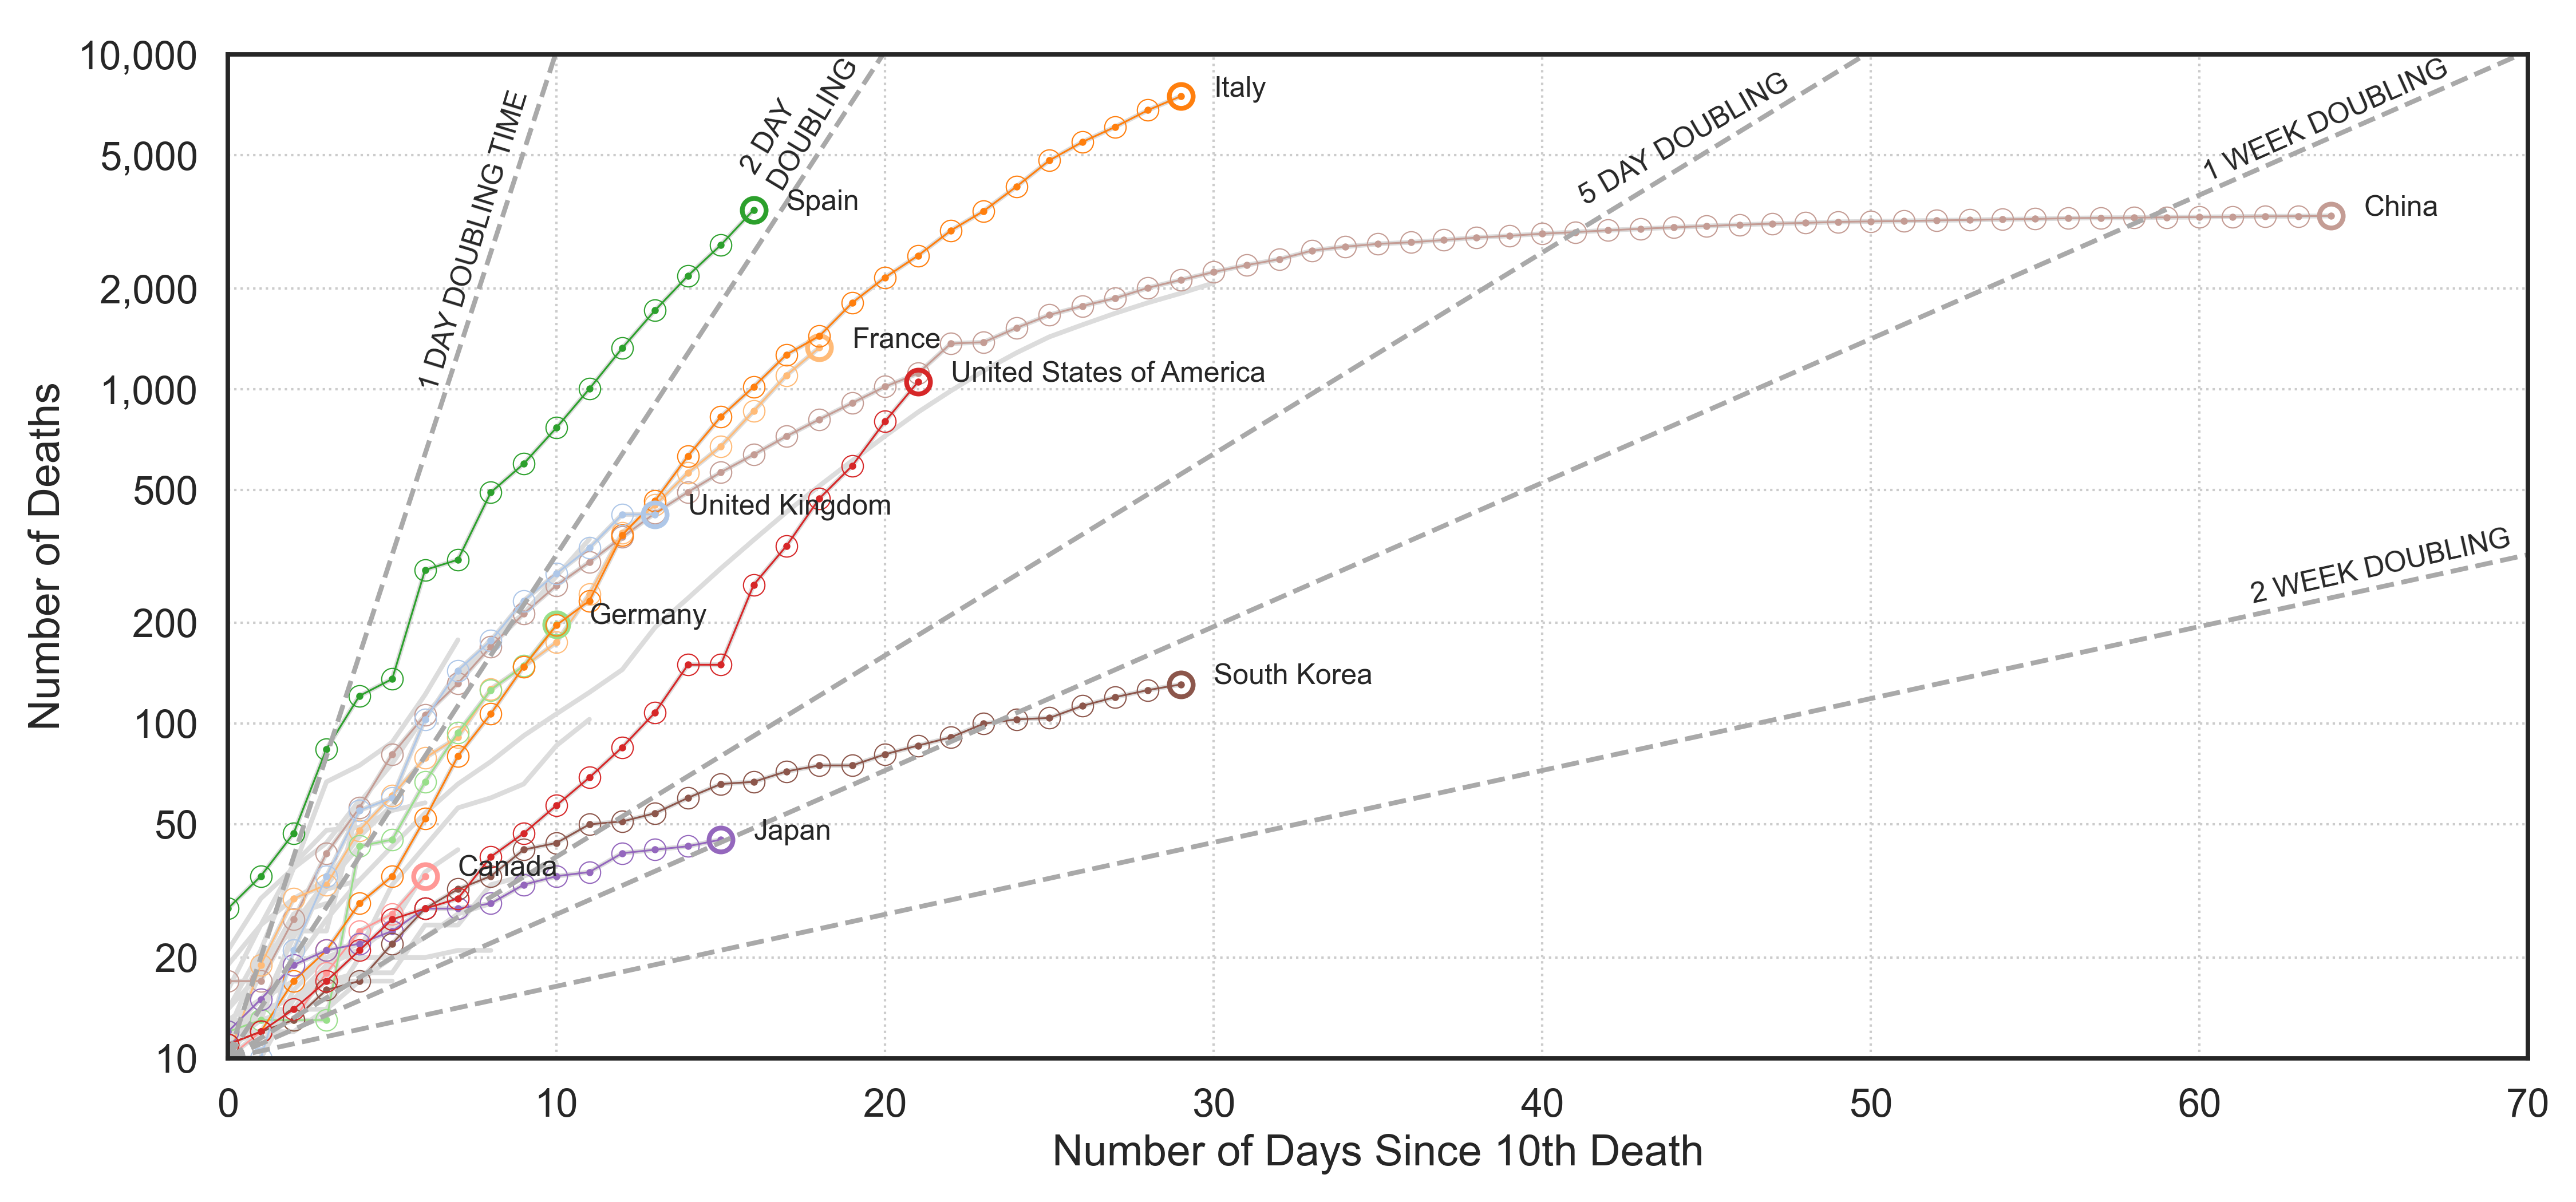 10,000
5,000
2,000
1,000
500
200
100
50
20
10
Number of Deaths
0 10 20 30 40 50 60 70
Number of Days Since 10th Death
1 DAY DOUBLING TIME
2 DAY
DOUBLING
5 DAY DOUBLING
1 WEEK DOUBLING
2 WEEK DOUBLING
Italy
Spain
China
France
United States of America
United Kingdom
Germany
South Korea
Japan
Canada